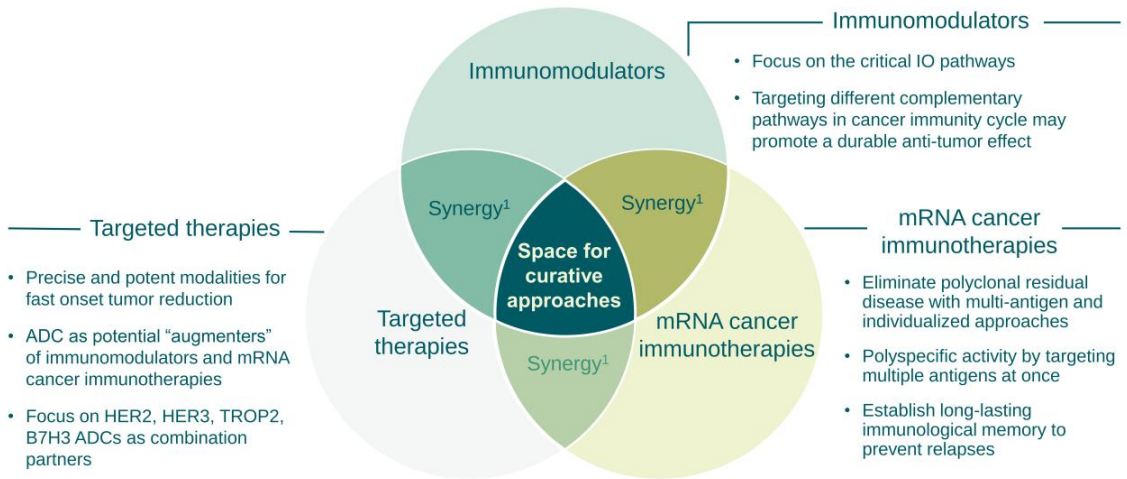 Immunomodulators
• Focus on the critical IO pathways
• Targeting different complementary
pathways in cancer immunity cycle may
promote a durable anti-tumor effect
Immunomodulators
Synergy¹
Synergy¹
Space for
curative
approaches
Targeted
therapies
mRNA cancer
immunotherapies
Synergy¹
Targeted therapies
• Precise and potent modalities for
fast onset tumor reduction
• ADC as potential “augmenters”
of immunomodulators and mRNA
cancer immunotherapies
• Focus on HER2, HER3, TROP2,
B7H3 ADCs as combination
partners
mRNA cancer
immunotherapies
• Eliminate polyclonal residual
disease with multi-antigen and
individualized approaches
• Polyspecific activity by targeting
multiple antigens at once
• Establish long-lasting
immunological memory to
prevent relapses